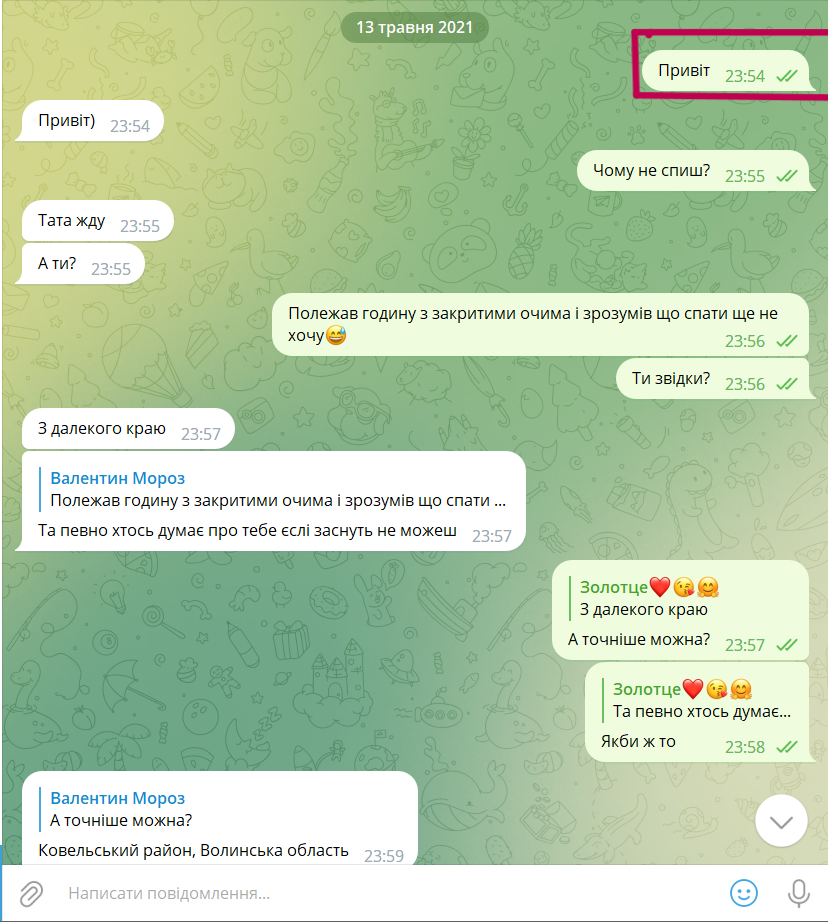 13 травня 2021
Привіт 23:54
Привіт) 23:54
Чому не спиш? 23:55
Тата жду 23:55
А ти? 23:55
Полежав годину з закритими очима і зрозумів що спати ще не
хочу😅 23:56
Ти звідки? 23:56
З далекого краю 23:57
Валентин Мороз
Полежав годину з закритими очима і зрозумів що спати ...
Та певно хтось думає про тебе єслі заснуть не можеш 23:57
Золотце❤️😘🤗
З далекого краю
А точніше можна? 23:57
Золотце❤️😘🤗
Та певно хтось думає...
Якби ж то 23:58
Валентин Мороз
А точніше можна?
Ковельський район, Волинська область 23:59
Написати повідомлення...